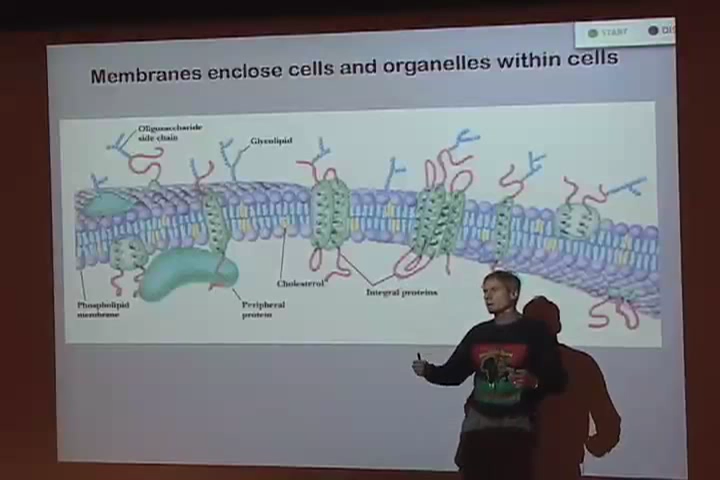 START
Membranes enclose cells and organelles within cells
Oligosaccharide
side chain
Glycolipid
Cholesterol
Integral proteins
Phospholipid
membrane
Peripheral
protein